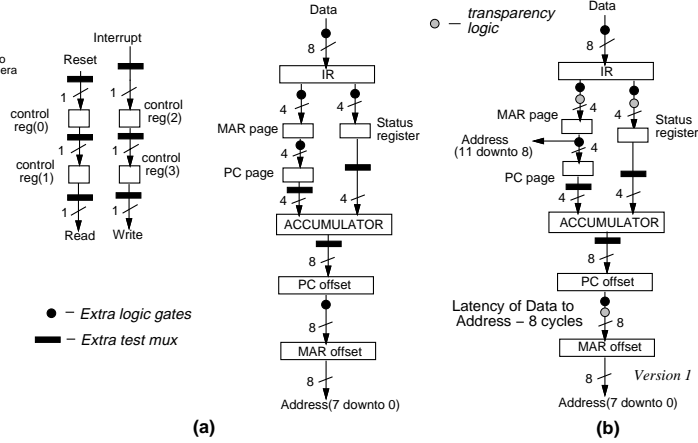 to
era
Reset
Interrupt
1
1
control
reg(0)
control
reg(2)
1
1
control
reg(1)
control
reg(3)
1
1
Read
Write
– Extra logic gates
– Extra test mux
Data
8
IR
4
4
MAR page
Status
register
4
PC page
4
4
ACCUMULATOR
8
PC offset
8
MAR offset
8
Address(7 downto 0)
(a)
– transparency
logic
Data
8
IR
4
4
MAR page
Status
register
Address
(11 downto 8)
4
PC page
4
4
ACCUMULATOR
8
PC offset
Latency of Data to
Address – 8 cycles
8
MAR offset
Version 1
8
Address(7 downto 0)
(b)